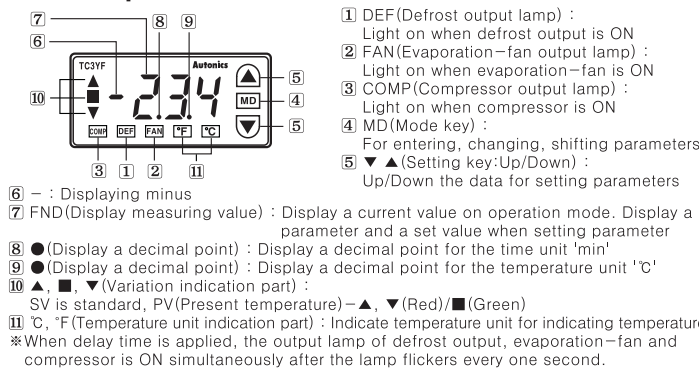 7 8 9
6
TC3YF Autonics
▲ ■ ▼
-23.4
10
5
MD 4
5
COMP DEF FAN °F °C
3 1 2 11
1 DEF(Defrost output lamp) :
Light on when defrost output is ON
2 FAN(Evaporation-fan output lamp) :
Light on when evaporation-fan is ON
3 COMP(Compressor output lamp) :
Light on when compressor is ON
4 MD(Mode key) :
For entering, changing, shifting parameters
5 ▼ ▲(Setting key:Up/Down) :
Up/Down the data for setting parameters
6 - : Displaying minus
7 FND(Display measuring value) : Display a current value on operation mode. Display a
parameter and a set value when setting parameter
8 ●(Display a decimal point) : Display a decimal point for the time unit 'min'
9 ●(Display a decimal point) : Display a decimal point for the temperature unit '℃'
10 ▲, ■, ▼(Variation indication part) :
SV is standard, PV(Present temperature)-▲, ▼(Red)/■(Green)
11 ℃, °F(Temperature unit indication part) : Indicate temperature unit for indicating temperature
※When delay time is applied, the output lamp of defrost output, evaporation-fan and
compressor is ON simultaneously after the lamp flickers every one second.